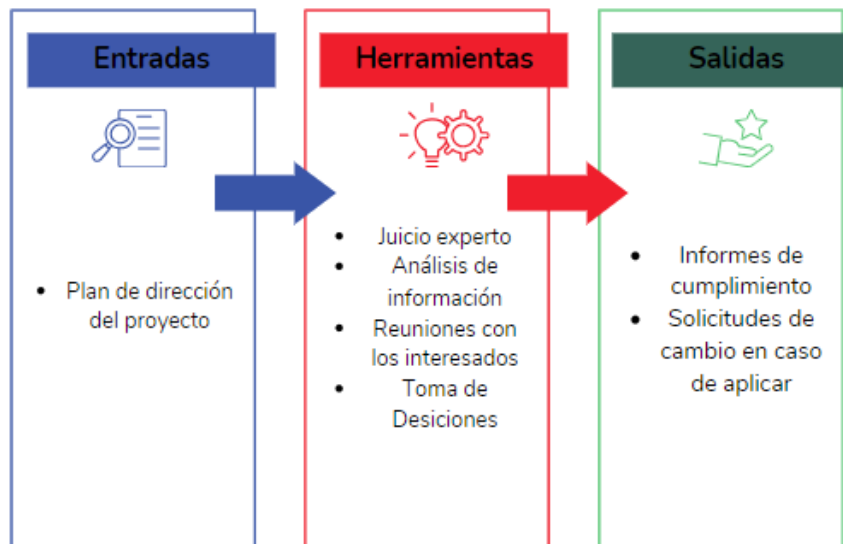 Entradas
Plan de dirección
del proyecto
Herramientas
Juicio experto
Análisis de
información
Reuniones con
los interesados
Toma de
Desiciones
Salidas
Informes de
cumplimiento
Solicitudes de
cambio en caso
de aplicar